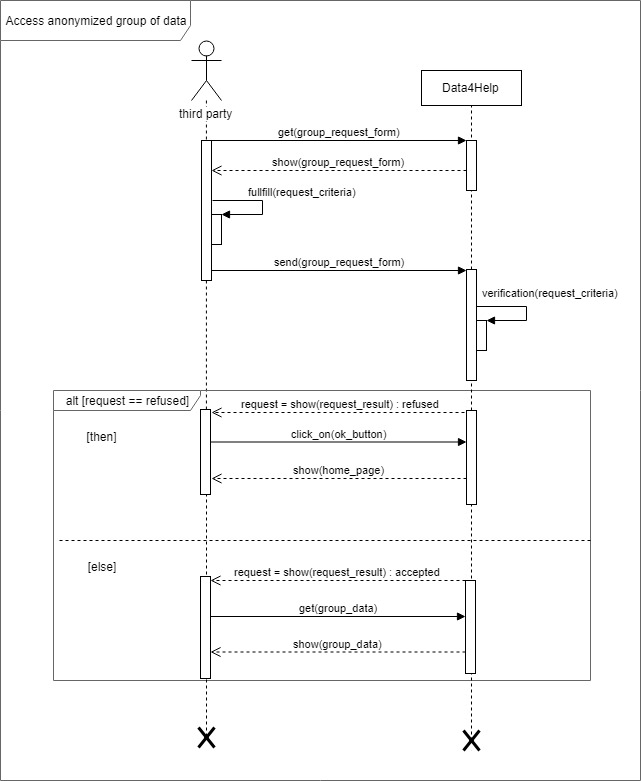 Access anonymized group of data
Data4Help
third party
get(group_request_form)
show(group_request_form)
fullfill(request_criteria)
send(group_request_form)
verification(request_criteria)
alt [request == refused]
request = show(request_result) : refused
[then]
click_on(ok_button)
show(home_page)
[else]
request = show(request_result) : accepted
get(group_data)
show(group_data)